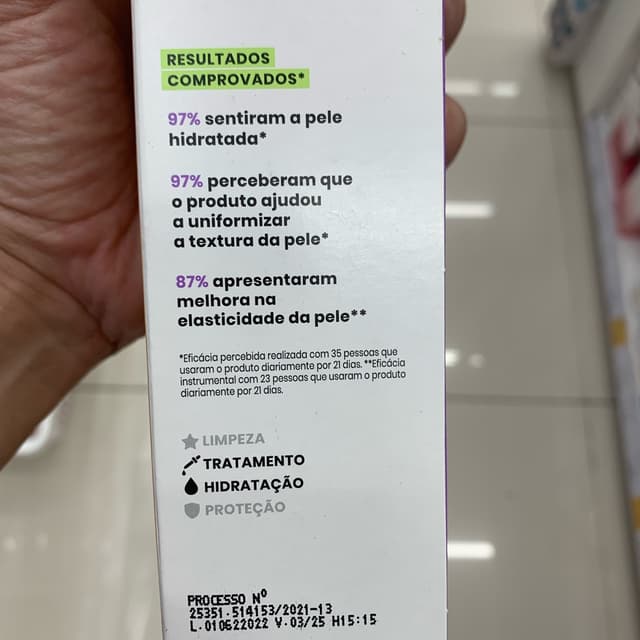 RESULTADOS
COMPROVADOS*
97% sentiram a pele
hidratada*
97% perceberam que
o produto ajudou
a uniformizar
a textura da pele*
87% apresentaram
melhora na
elasticidade da pele**
*Eficácia percebida realizada com 35 pessoas que
usaram o produto diariamente por 21 dias. **Eficácia
instrumental com 23 pessoas que usaram o produto
diariamente por 21 dias.
LIMPEZA
TRATAMENTO
HIDRATAÇÃO
PROTEÇÃO
PROCESSO Nº
25351.514153/2021-13
L.01062022 V.03/25 H15:15